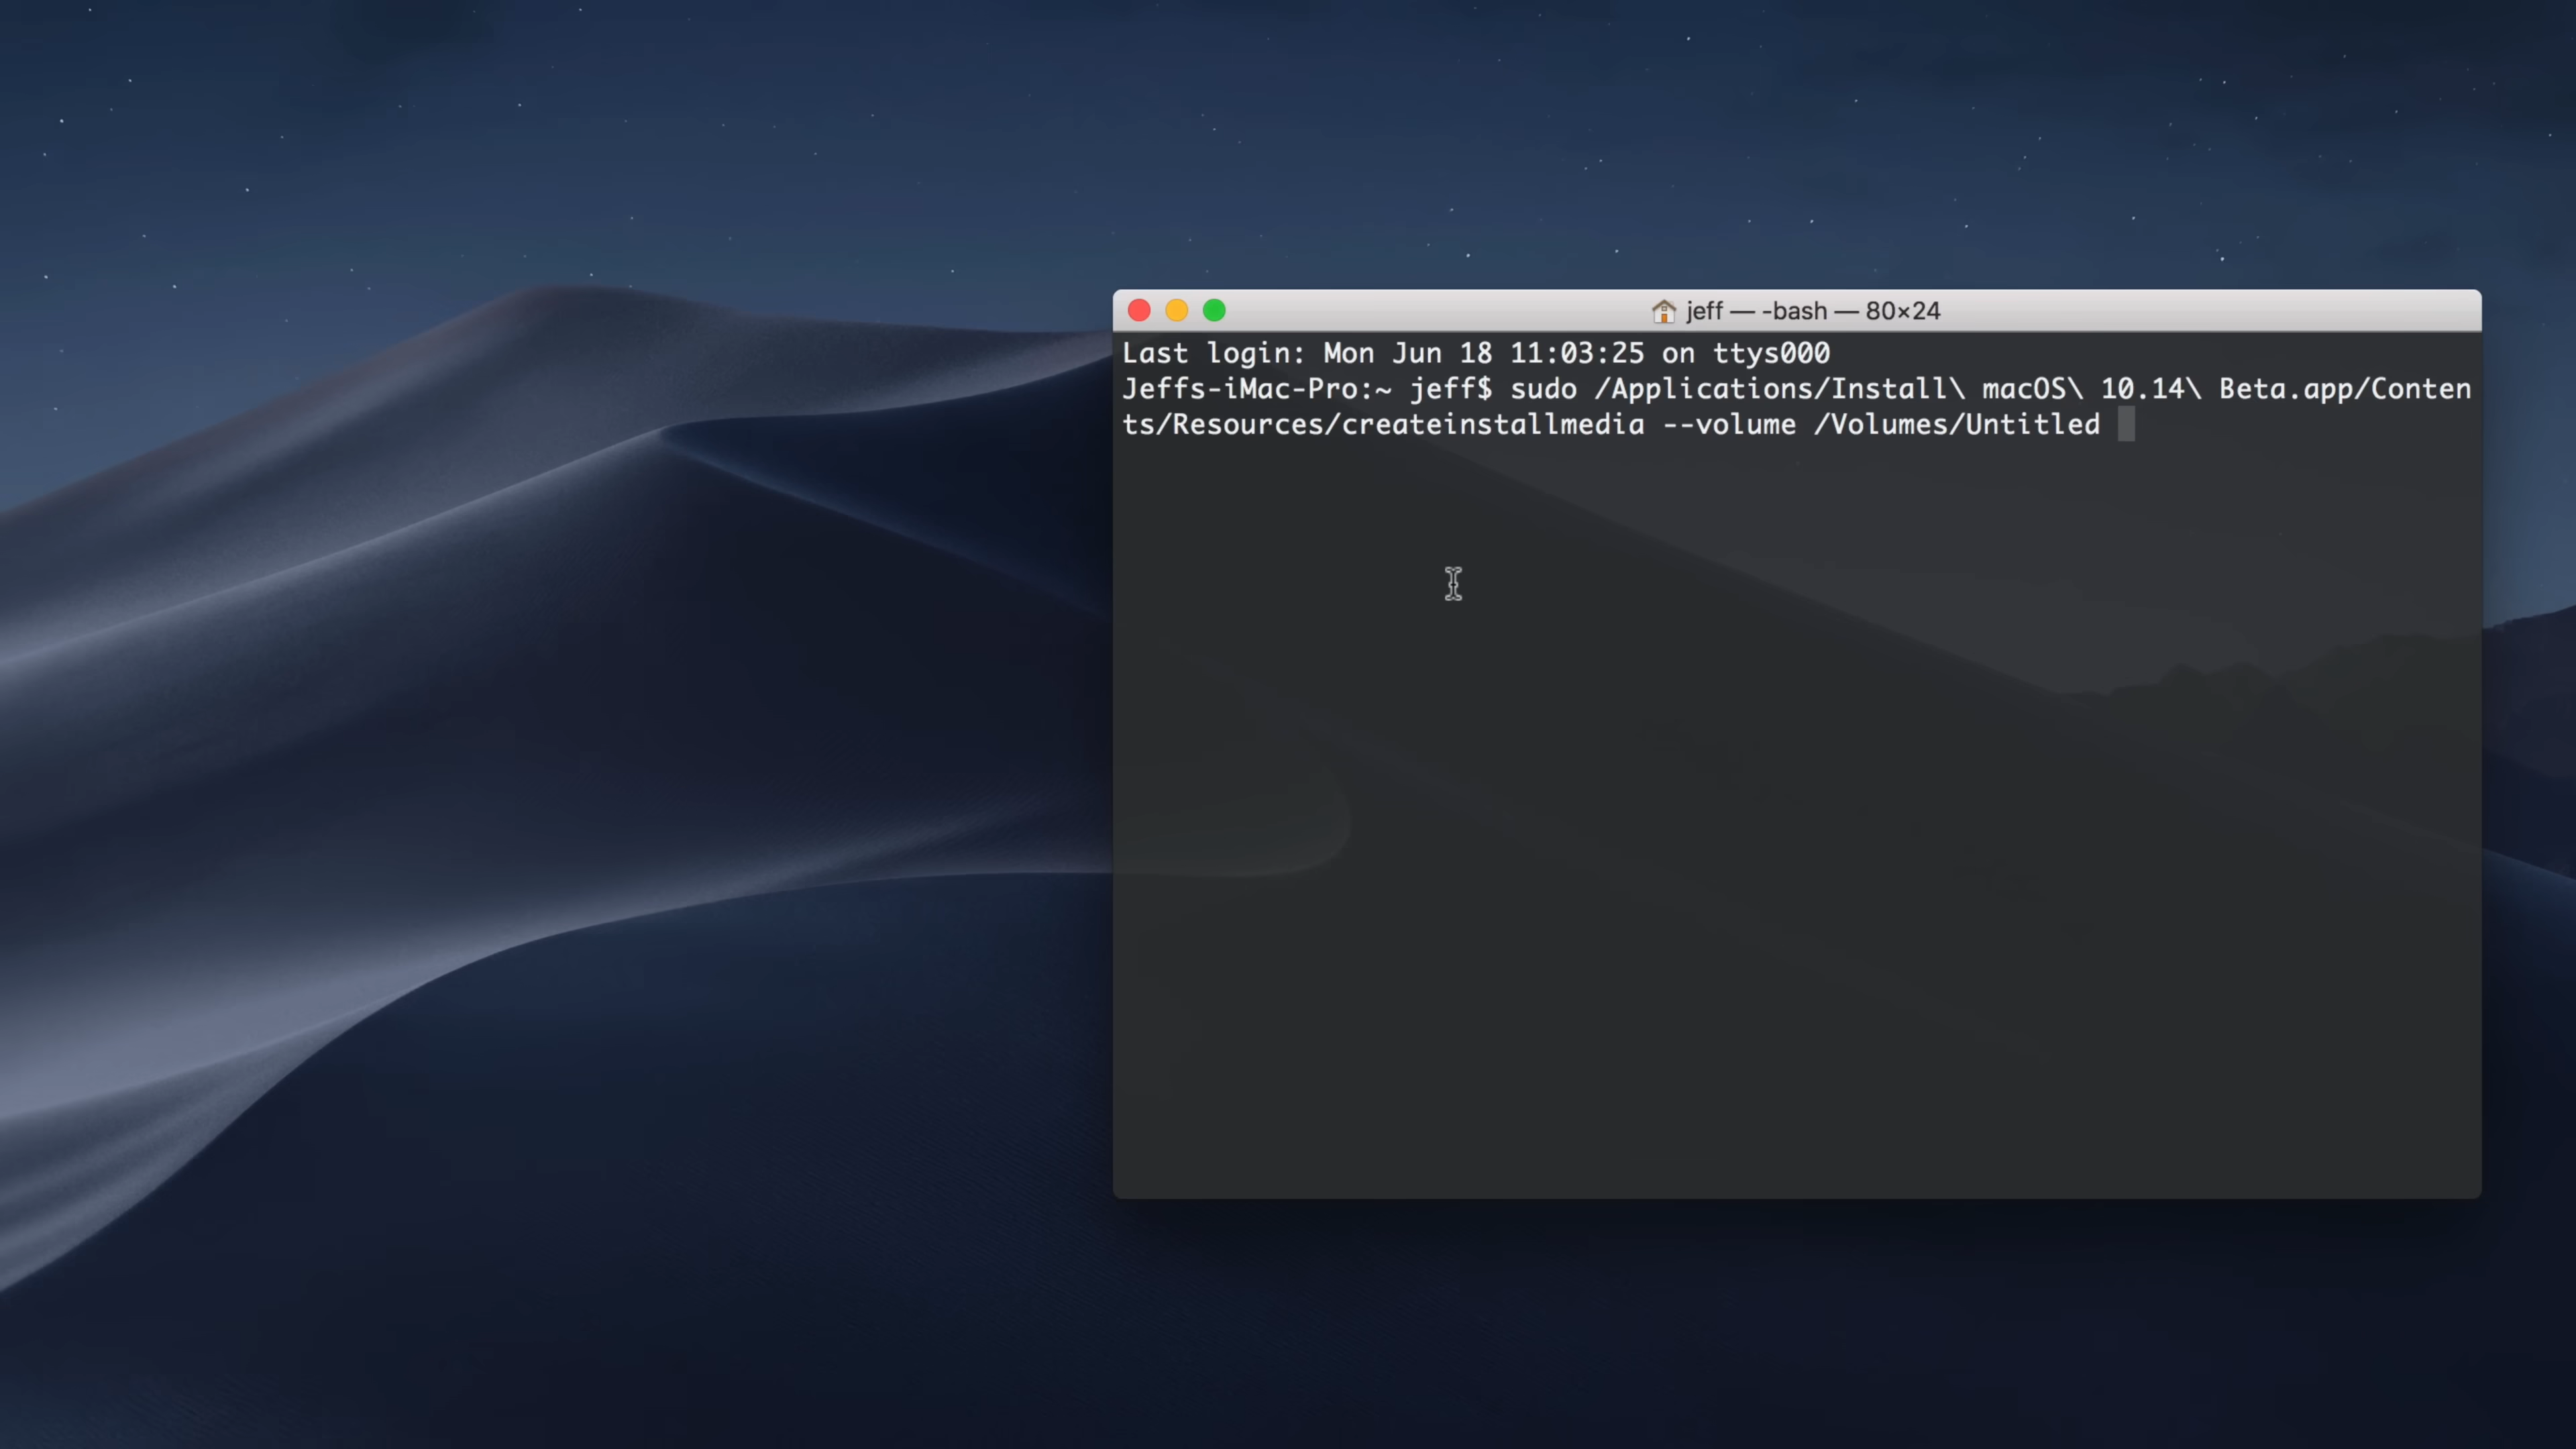 jeff — -bash — 80×24
Last login: Mon Jun 18 11:03:25 on ttys000
Jeffs-iMac-Pro:~ jeff$ sudo /Applications/Install\ macOS\ 10.14\ Beta.app/Conten
ts/Resources/createinstallmedia --volume /Volumes/Untitled